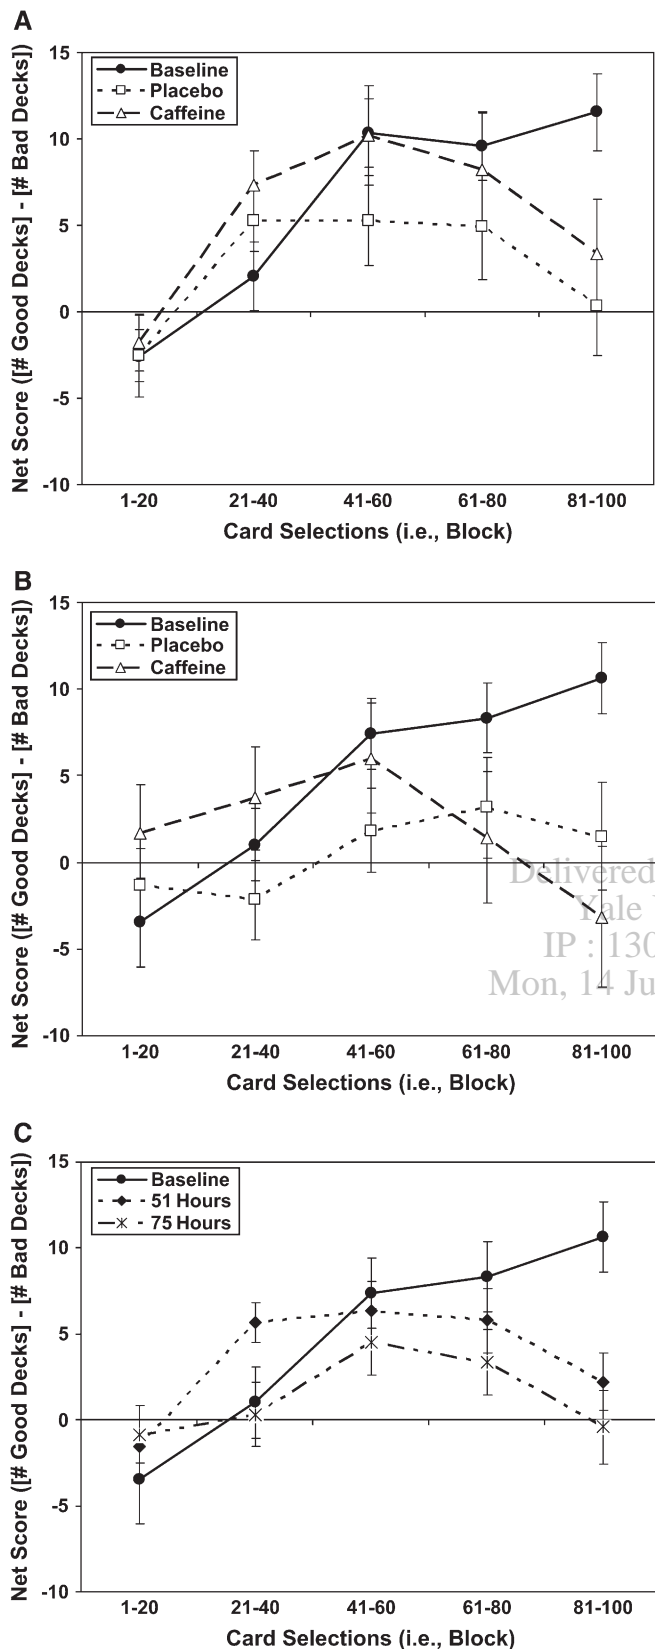 A
Net Score ([# Good Decks] - [# Bad Decks])
15
10
5
0
-5
-10
Baseline
Placebo
Caffeine
1-20 21-40 41-60 61-80 81-100
Card Selections (i.e., Block)
B
Net Score ([# Good Decks] - [# Bad Decks])
15
10
5
0
-5
-10
Baseline
Placebo
Caffeine
Delivered
Yale
IP : 130
Mon, 14 Ju
1-20 21-40 41-60 61-80 81-100
Card Selections (i.e., Block)
C
Net Score ([# Good Decks] - [# Bad Decks])
15
10
5
0
-5
-10
Baseline
51 Hours
75 Hours
1-20 21-40 41-60 61-80 81-100
Card Selections (i.e., Block)